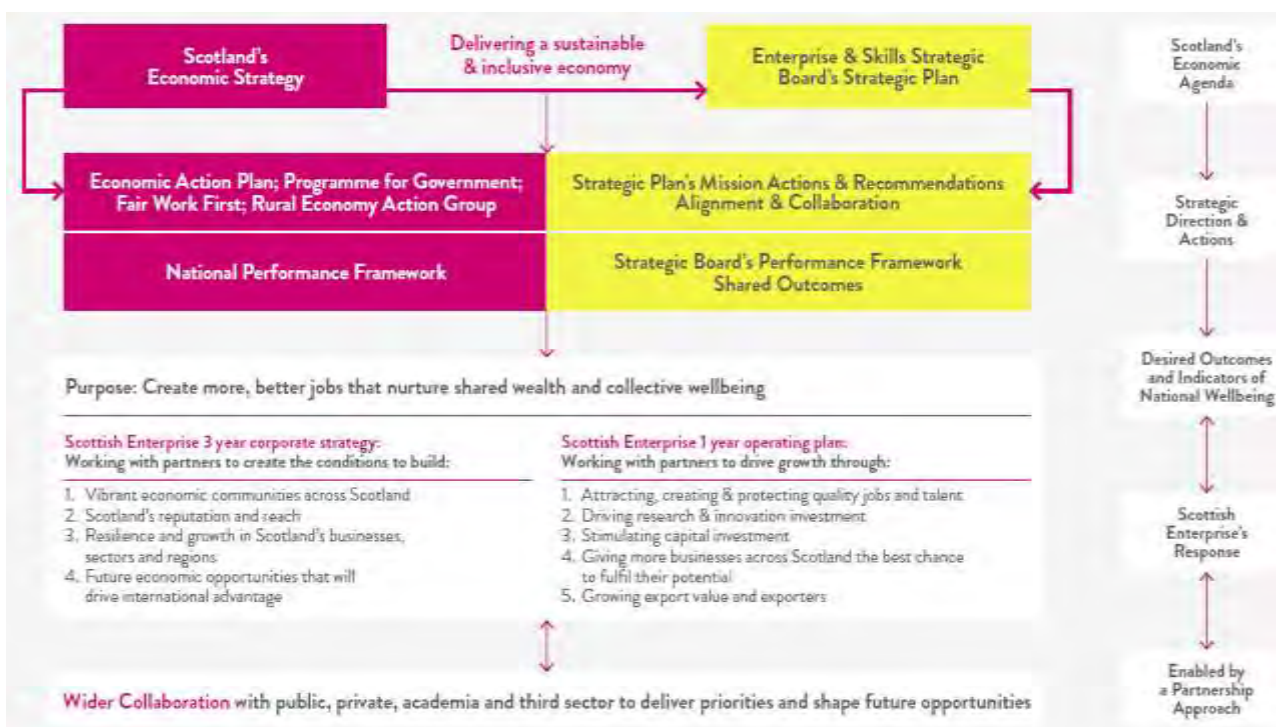 Scotland's
Economic Strategy
Delivering a sustainable
& inclusive economy
Enterprise & Skills Strategic
Board's Strategic Plan
Economic Action Plan; Programme for Government;
Fair Work First; Rural Economy Action Group
Strategic Plan's Mission Actions & Recommendations
Alignment & Collaboration
National Performance Framework
Strategic Board's Performance Framework
Shared Outcomes
Purpose: Create more, better jobs that nurture shared wealth and collective wellbeing
Scottish Enterprise 3 year corporate strategy:
Working with partners to create the conditions to build:
1. Vibrant economic communities across Scotland
2. Scotland's reputation and reach
3. Resilience and growth in Scotland's businesses,
sectors and regions
4. Future economic opportunities that will
drive international advantage
Scottish Enterprise 1 year operating plan:
Working with partners to drive growth through:
1. Attracting, creating & protecting quality jobs and talent
2. Driving research & innovation investment
3. Stimulating capital investment
4. Giving more businesses across Scotland the best chance
to fulfil their potential
5. Growing export value and exporters
Wider Collaboration with public, private, academia and third sector to deliver priorities and shape future opportunities
Scotland's
Economic
Agenda
Strategic
Direction &
Actions
Desired Outcomes
and Indicators of
National Wellbeing
Scottish
Enterprise's
Response
Enabled by
a Partnership
Approach